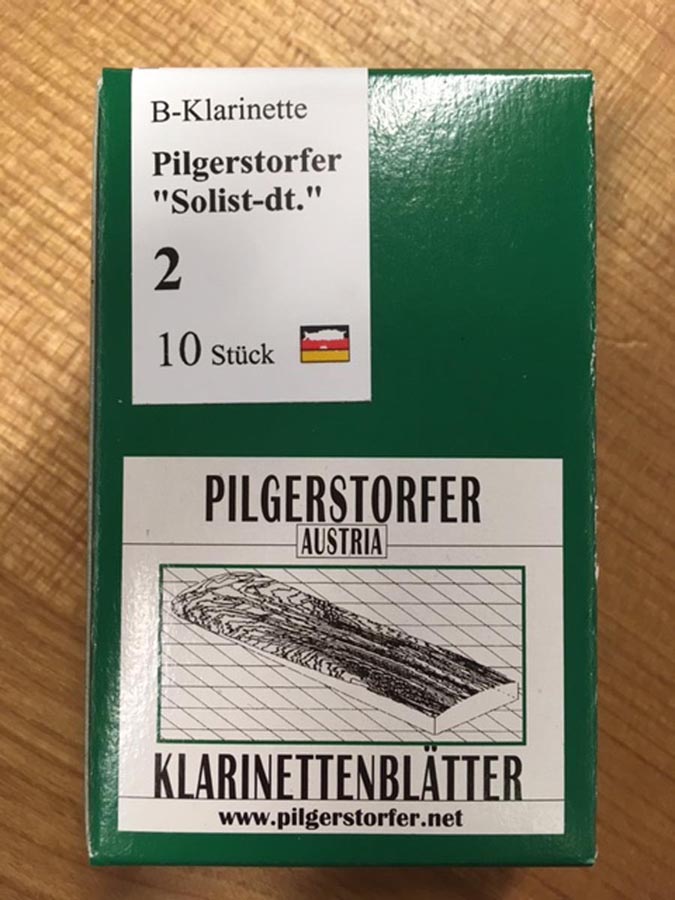 B-Klarinette
Pilgerstorfer
"Solist-dt."
2
10 Stück
PILGERSTORFER
AUSTRIA
KLARINETTENBLÄTTER
www.pilgerstorfer.net